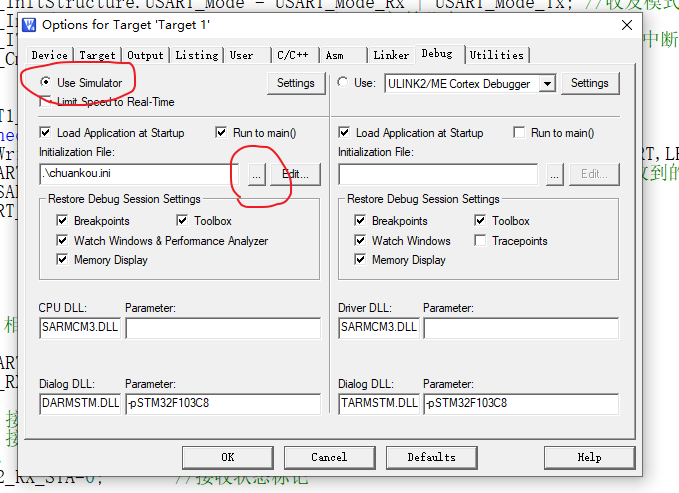 _InitStructure.USART_Mode = USART_Mode_Rx | USART_Mode_Tx; //收发模式
Options for Target 'Target 1'
中断
Device Target Output Listing User C/C++ Asm Linker Debug Utilities
Use Simulator Settings Use: ULINK2/ME Cortex Debugger Settings
Limit Speed to Real-Time
Load Application at Startup Run to main() Load Application at Startup Run to main()
Initialization File: Initialization File:
.\chuankou.ini ... Edit... ... Edit...
Restore Debug Session Settings Restore Debug Session Settings
Breakpoints Toolbox Breakpoints Toolbox
Watch Windows & Performance Analyzer Watch Windows Tracepoints
Memory Display Memory Display
CPU DLL: Parameter: Driver DLL: Parameter:
SARMCM3.DLL SARMCM3.DLL
Dialog DLL: Parameter: Dialog DLL: Parameter:
DARMSTM.DLL -pSTM32F103C8 TARMSTM.DLL -pSTM32F103C8
OK Cancel Defaults Help
2_RX_STA=0; //接收状态标记